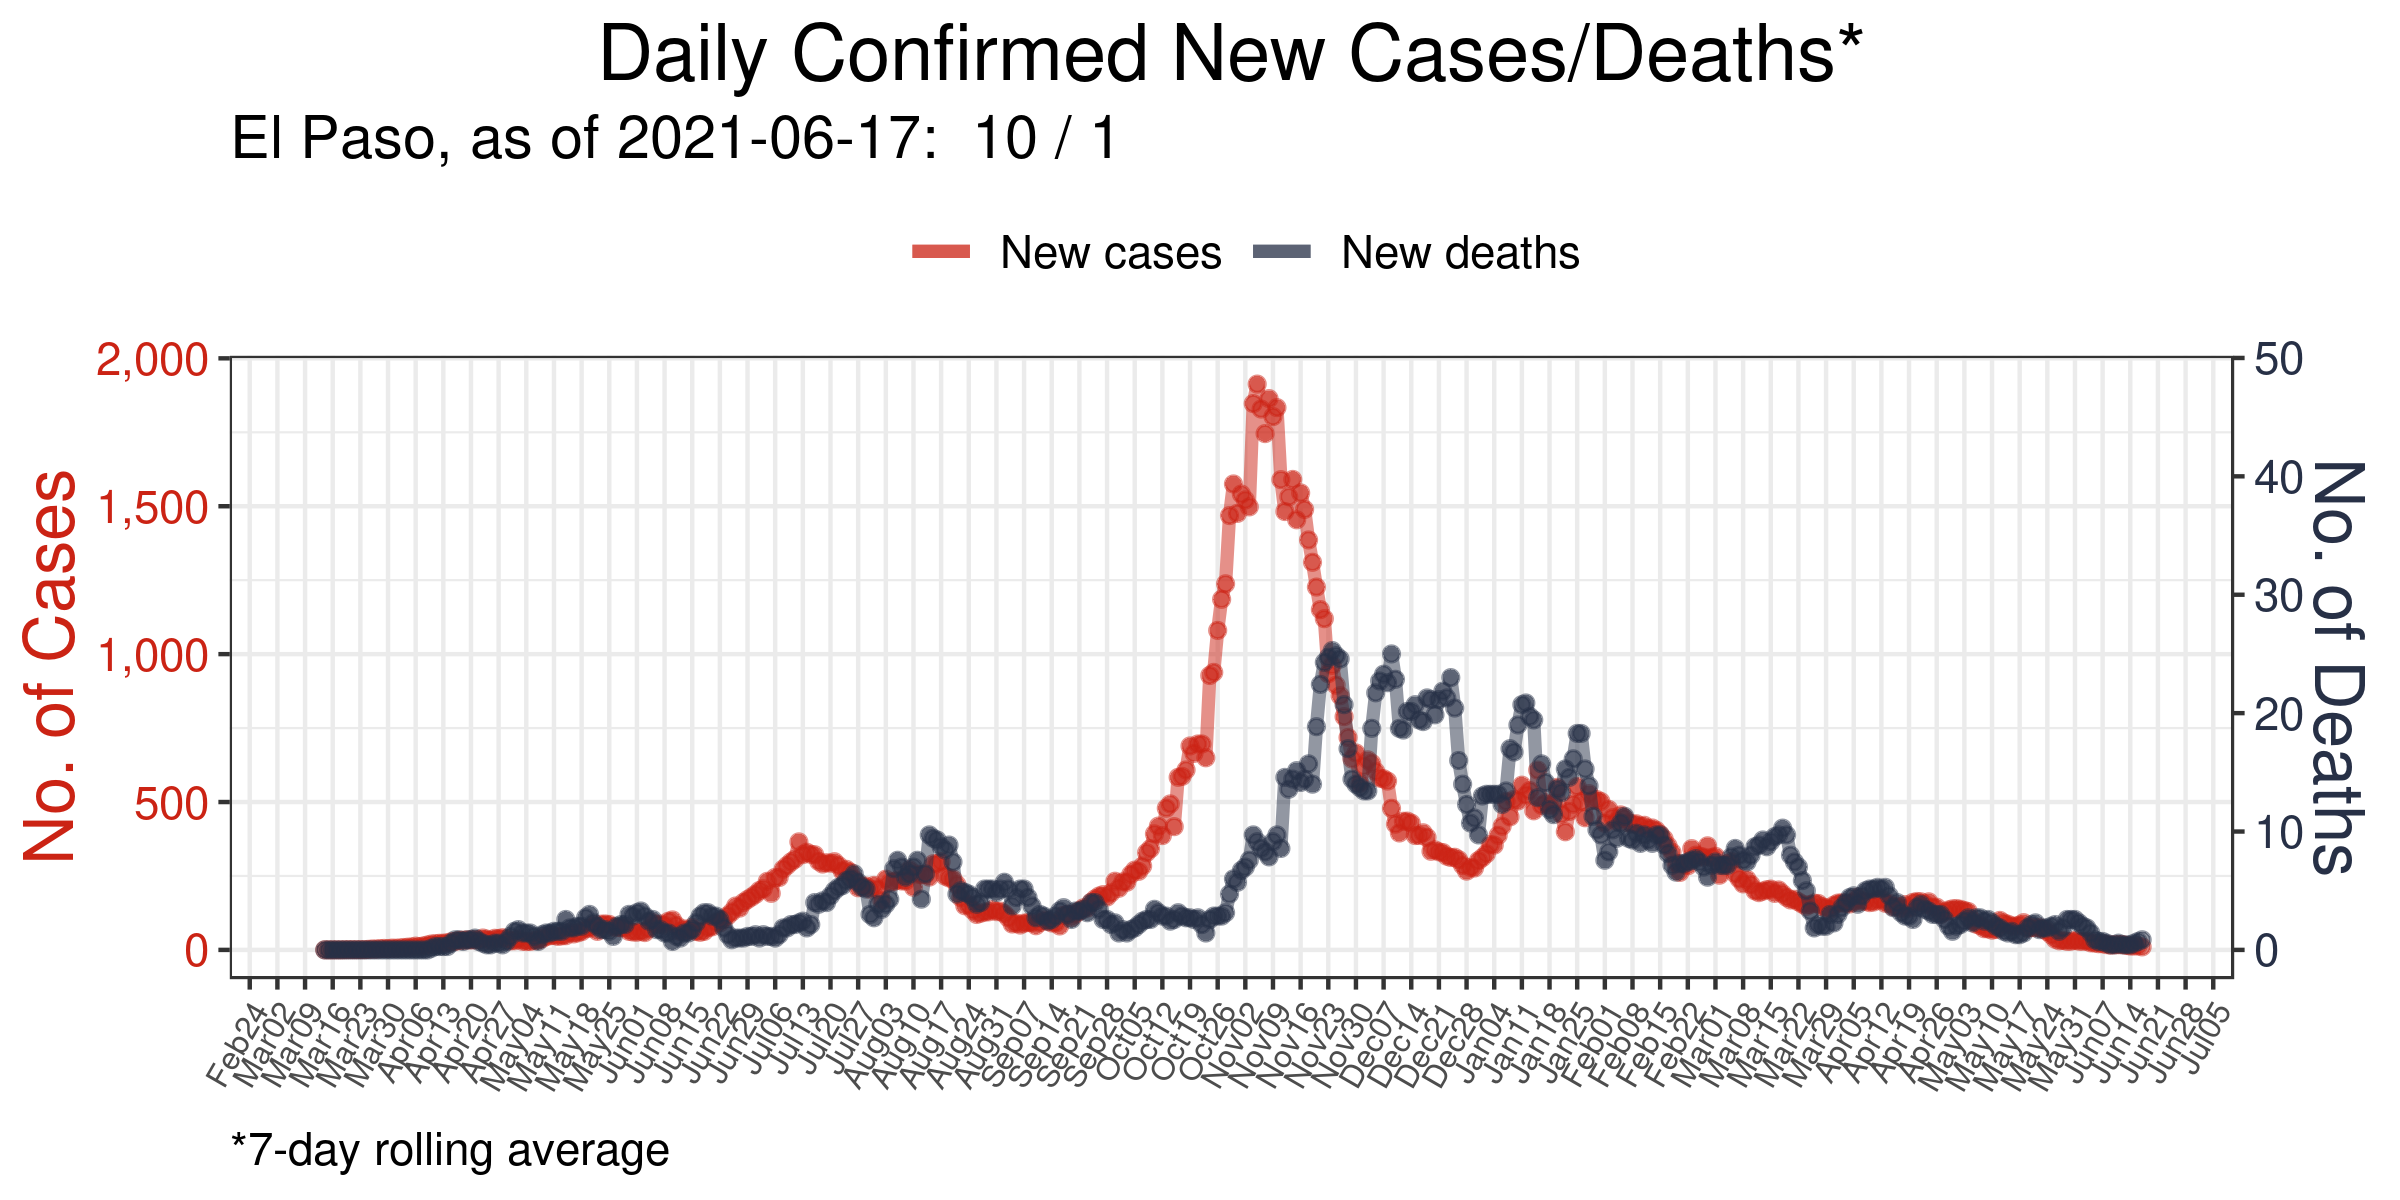 Daily Confirmed New Cases/Deaths*
El Paso, as of 2021-06-17:  10 / 1
New cases
New deaths
2,000
1,500
1,000
500
0
No. of Cases
50
40
30
20
10
0
No. of Deaths
Feb24
Mar02
Mar09
Mar16
Mar23
Mar30
Apr06
Apr13
Apr20
Apr27
May04
May11
May18
May25
Jun01
Jun08
Jun15
Jun22
Jun29
Jul06
Jul13
Jul20
Jul27
Aug03
Aug10
Aug17
Aug24
Aug31
Sep07
Sep14
Sep21
Sep28
Oct05
Oct12
Oct19
Oct26
Nov02
Nov09
Nov16
Nov23
Nov30
Dec07
Dec14
Dec21
Dec28
Jan04
Jan11
Jan18
Jan25
Feb01
Feb08
Feb15
Feb22
Mar01
Mar08
Mar15
Mar22
Mar29
Apr05
Apr12
Apr19
Apr26
May03
May10
May17
May24
May31
Jun07
Jun14
Jun21
Jun28
Jul05
*7-day rolling average